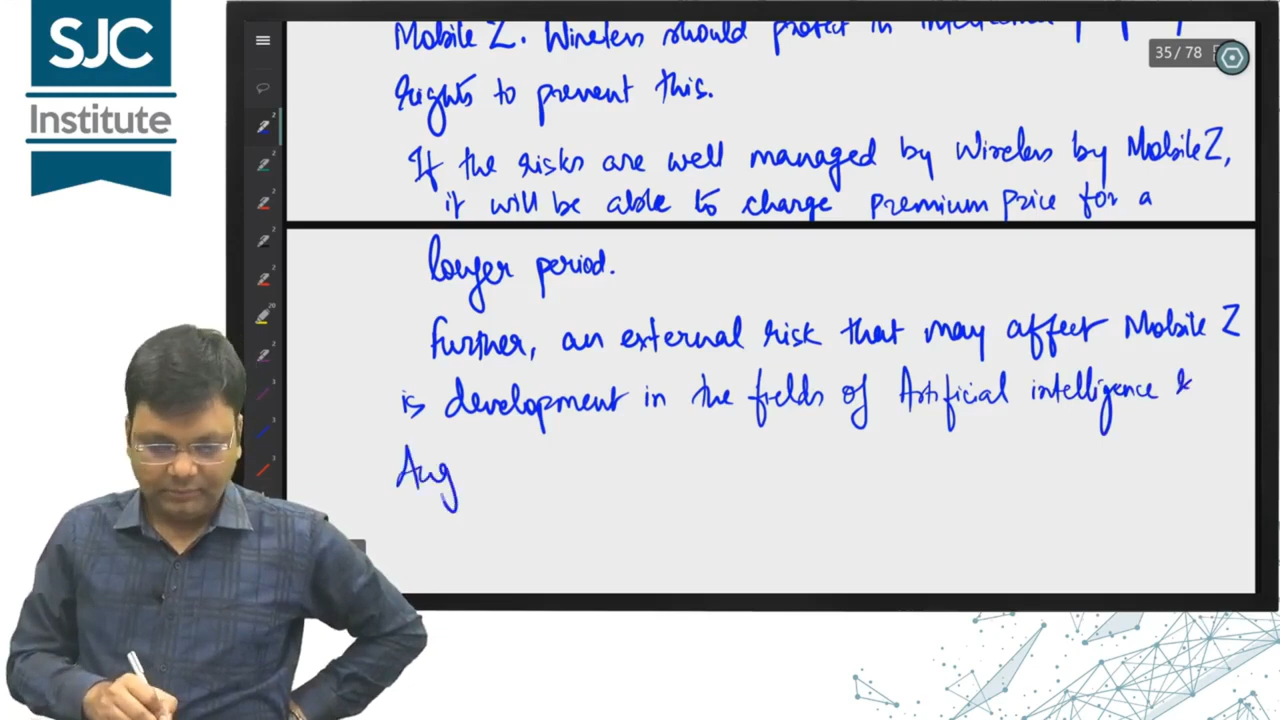 SJC
Institute
35/78
Mobile Z. Wireless should protect
rights to prevent this.
If the risks are well managed by Wireless by Mobile Z,
it will be able to charge premium price for a
longer period.
Further, an external risk that may affect Mobile Z
is development in the fields of Artificial intelligence &
Aug